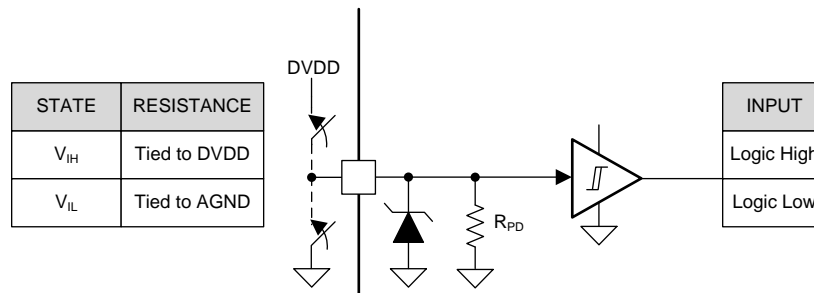 DVDD
STATE RESISTANCE
V_IH Tied to DVDD
V_IL Tied to AGND
R_PD
INPUT
Logic High
Logic Low